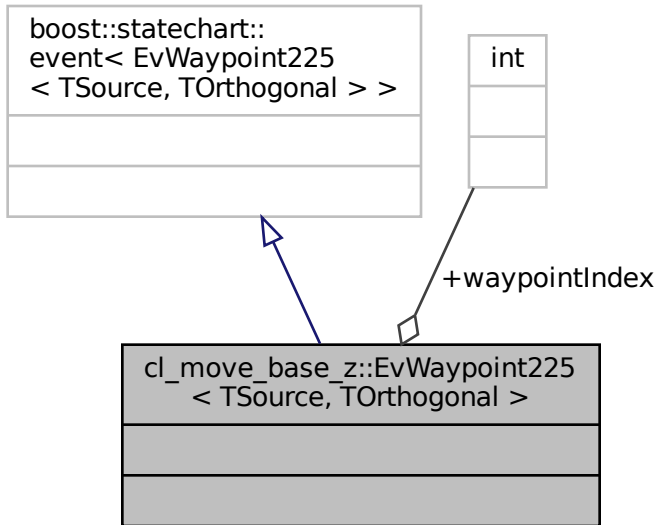 boost::statechart::
event< EvWaypoint225
< TSource, TOrthogonal > >
int
+waypointIndex
cl_move_base_z::EvWaypoint225
< TSource, TOrthogonal >